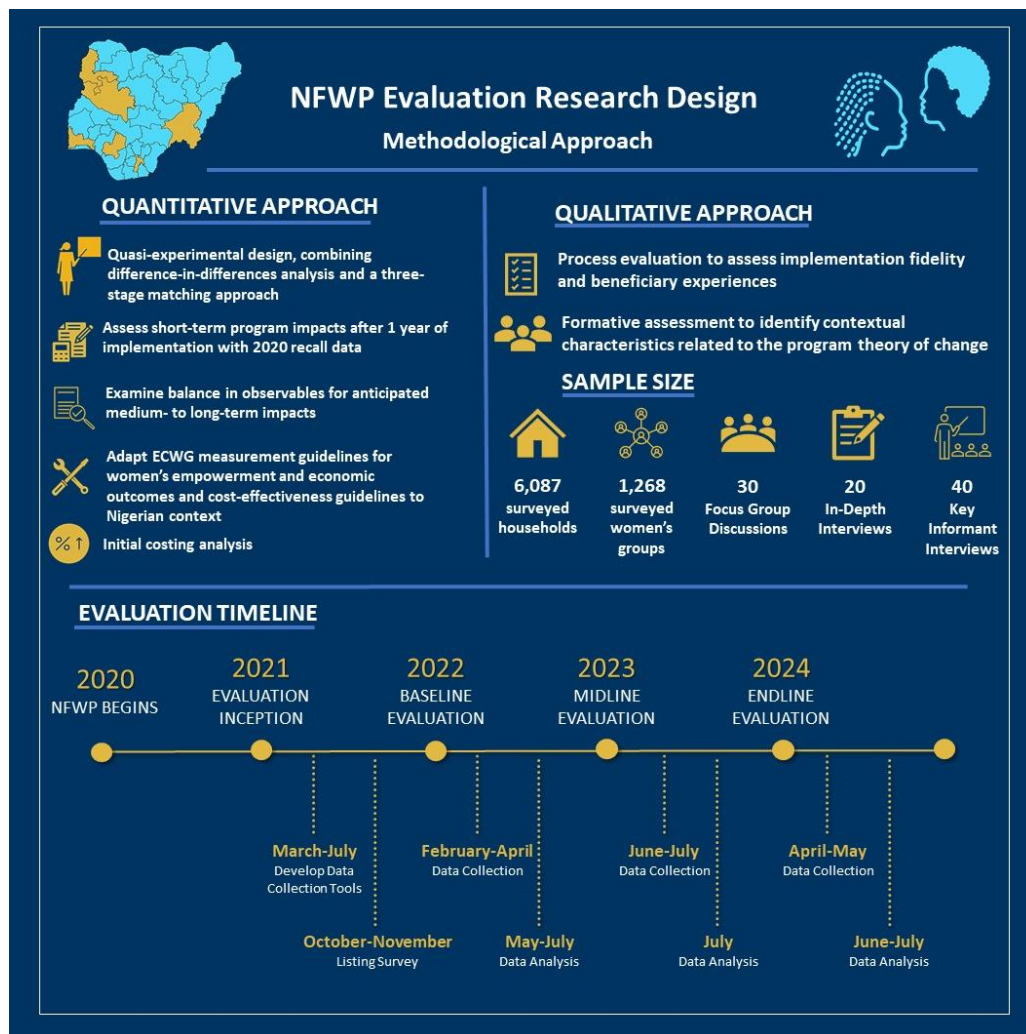 NFWP Evaluation Research Design
Methodological Approach
QUANTITATIVE APPROACH
Quasi-experimental design, combining
difference-in-differences analysis and a three-
stage matching approach
Assess short-term program impacts after 1 year of
implementation with 2020 recall data
Examine balance in observables for anticipated
medium- to long-term impacts
Adapt ECWG measurement guidelines for
women's empowerment and economic
outcomes and cost-effectiveness guidelines to
Nigerian context
%↑
Initial costing analysis
QUALITATIVE APPROACH
Process evaluation to assess implementation fidelity
and beneficiary experiences
Formative assessment to identify contextual
characteristics related to the program theory of change
SAMPLE SIZE
6,087
surveyed
households
1,268
surveyed
women's
groups
30
Focus Group
Discussions
20
In-Depth
Interviews
40
Key
Informant
Interviews
EVALUATION TIMELINE
2020
NFWP BEGINS
2021
EVALUATION
INCEPTION
2022
BASELINE
EVALUATION
2023
MIDLINE
EVALUATION
2024
ENDLINE
EVALUATION
March-July
Develop Data
Collection Tools
October-November
Listing Survey
February-April
Data Collection
May-July
Data Analysis
June-July
Data Collection
July
Data Analysis
April-May
Data Collection
June-July
Data Analysis